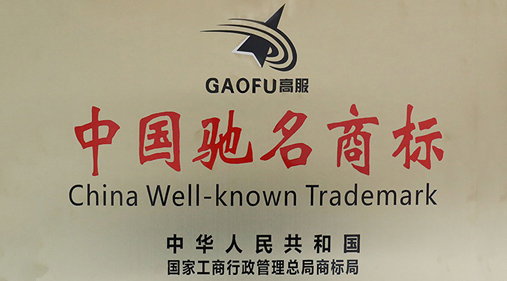 GAOFU高服
中国驰名商标
China Well-known Trademark
中华人民共和国
国家工商行政管理总局商标局